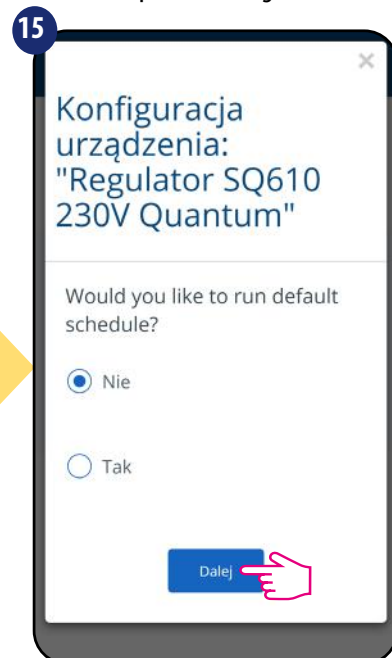 15
×
Konfiguracja
urządzenia:
"Regulator SQ610
230V Quantum"
Would you like to run default
schedule?
Nie
Tak
Dalej